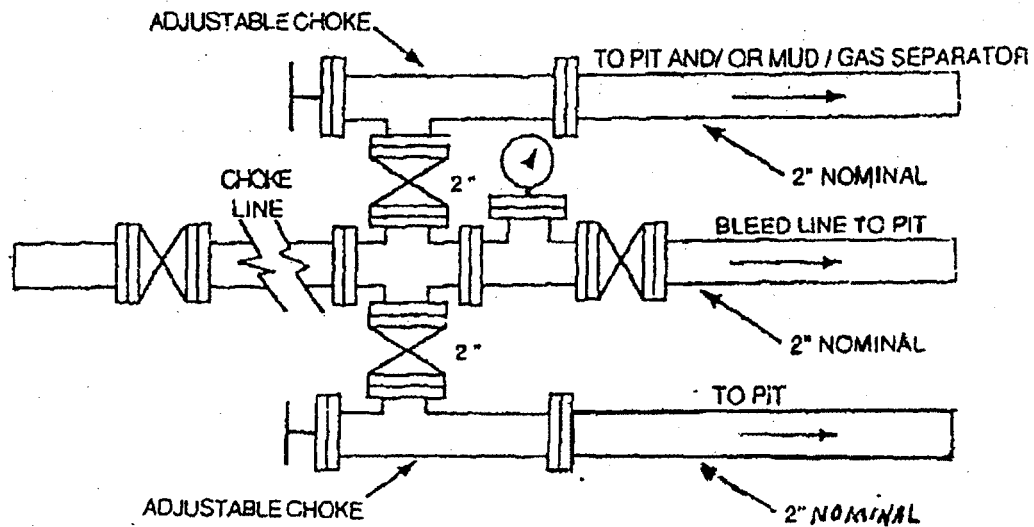 ADJUSTABLE CHOKE
TO PIT AND/ OR MUD / GAS SEPARATOR
2" NOMINAL
2"
CHOKE
LINE
BLEED LINE TO PIT
2" NOMINAL
2"
TO PIT
ADJUSTABLE CHOKE
2" NOMINAL